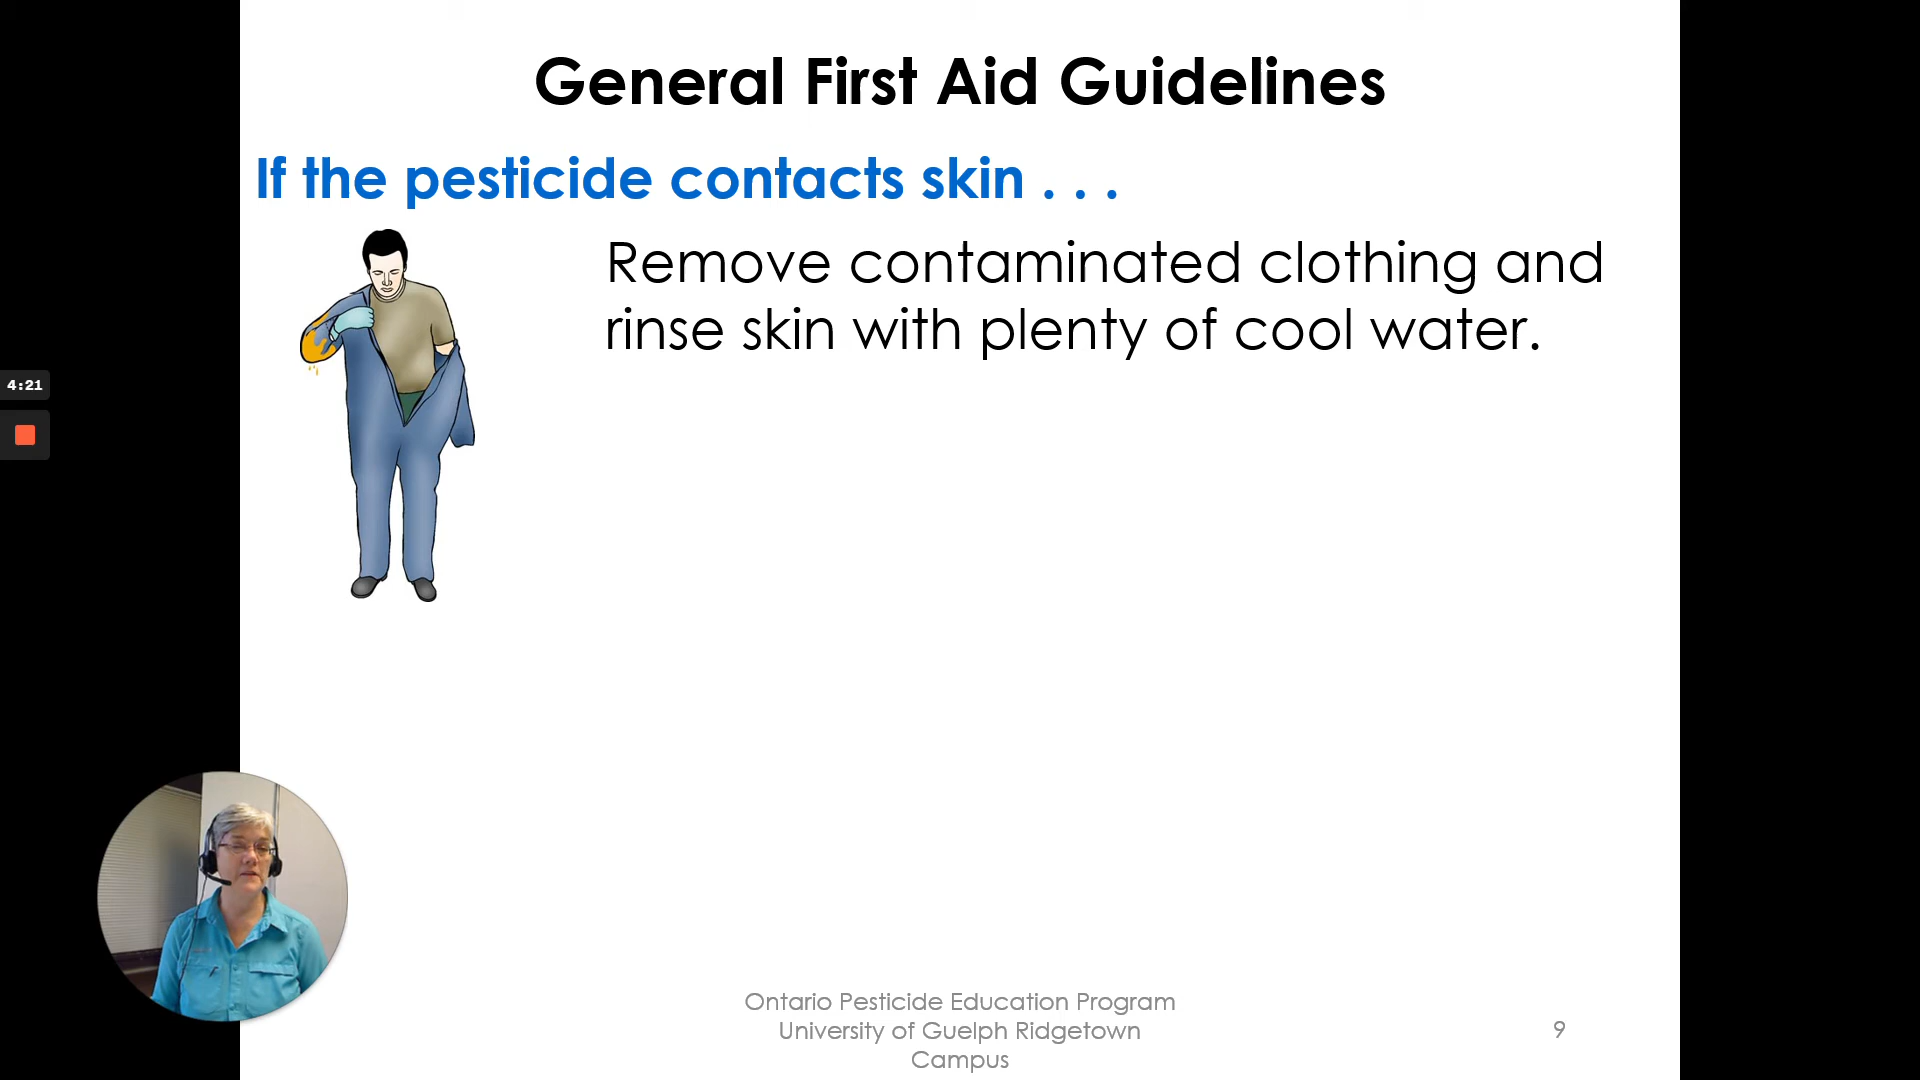 General First Aid Guidelines
If the pesticide contacts skin . . .
Remove contaminated clothing and
rinse skin with plenty of cool water.
4:21
Ontario Pesticide Education Program
University of Guelph Ridgetown
Campus
9